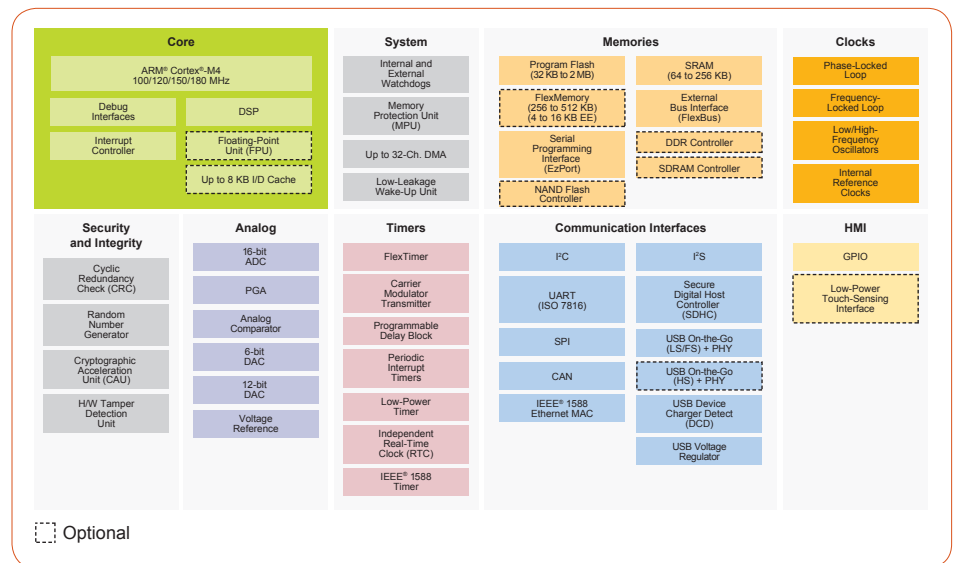 Core
ARM® Cortex®-M4
100/120/150/180 MHz
Debug
Interfaces
DSP
Interrupt
Controller
Floating-Point
Unit (FPU)
Up to 8 KB I/D Cache
System
Internal and
External
Watchdogs
Memory
Protection Unit
(MPU)
Up to 32-Ch. DMA
Low-Leakage
Wake-Up Unit
Memories
Program Flash
(32 KB to 2 MB)
SRAM
(64 to 256 KB)
FlexMemory
(256 to 512 KB)
(4 to 16 KB EE)
External
Bus Interface
(FlexBus)
Serial
Programming
Interface
(EzPort)
DDR Controller
NAND Flash
Controller
SDRAM Controller
Clocks
Phase-Locked
Loop
Frequency-
Locked Loop
Low/High-
Frequency
Oscillators
Internal
Reference
Clocks
Security
and Integrity
Cyclic
Redundancy
Check (CRC)
Random
Number
Generator
Cryptographic
Acceleration
Unit (CAU)
H/W Tamper
Detection
Unit
Analog
16-bit
ADC
PGA
Analog
Comparator
6-bit
DAC
12-bit
DAC
Voltage
Reference
Timers
FlexTimer
Carrier
Modulator
Transmitter
Programmable
Delay Block
Periodic
Interrupt
Timers
Low-Power
Timer
Independent
Real-Time
Clock (RTC)
IEEE® 1588
Timer
Communication Interfaces
I²C
I²S
UART
(ISO 7816)
Secure
Digital Host
Controller
(SDHC)
SPI
USB On-the-Go
(LS/FS) + PHY
CAN
USB On-the-Go
(HS) + PHY
IEEE® 1588
Ethernet MAC
USB Device
Charger Detect
(DCD)
USB Voltage
Regulator
HMI
GPIO
Low-Power
Touch-Sensing
Interface
Optional